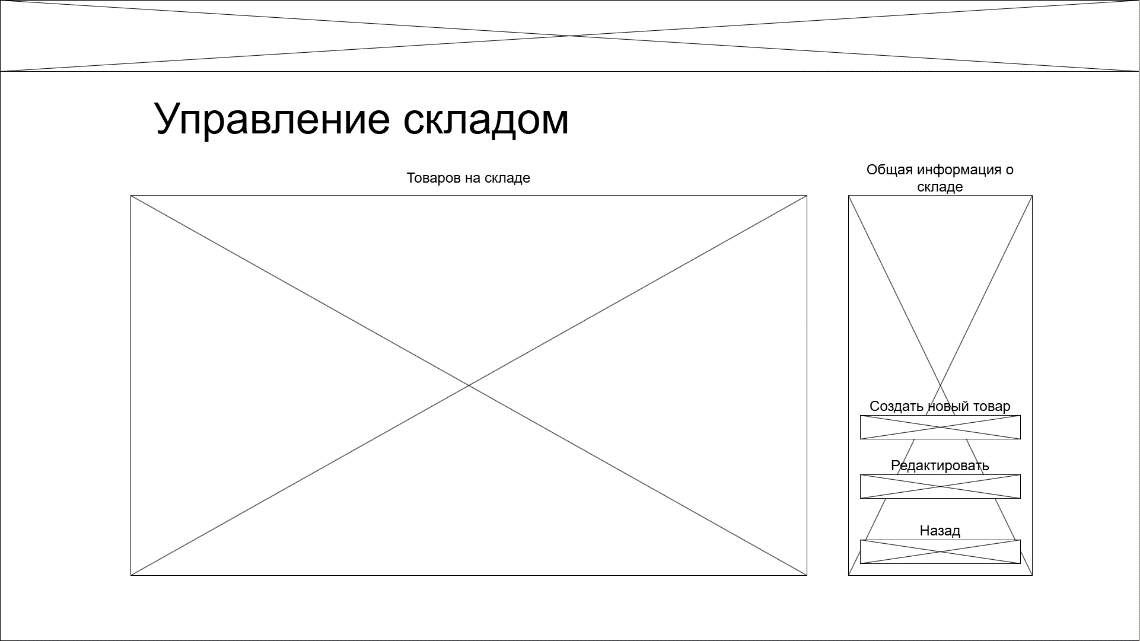 Управление складом
Товаров на складе
Общая информация о
складе
Создать новый товар
Редактировать
Назад